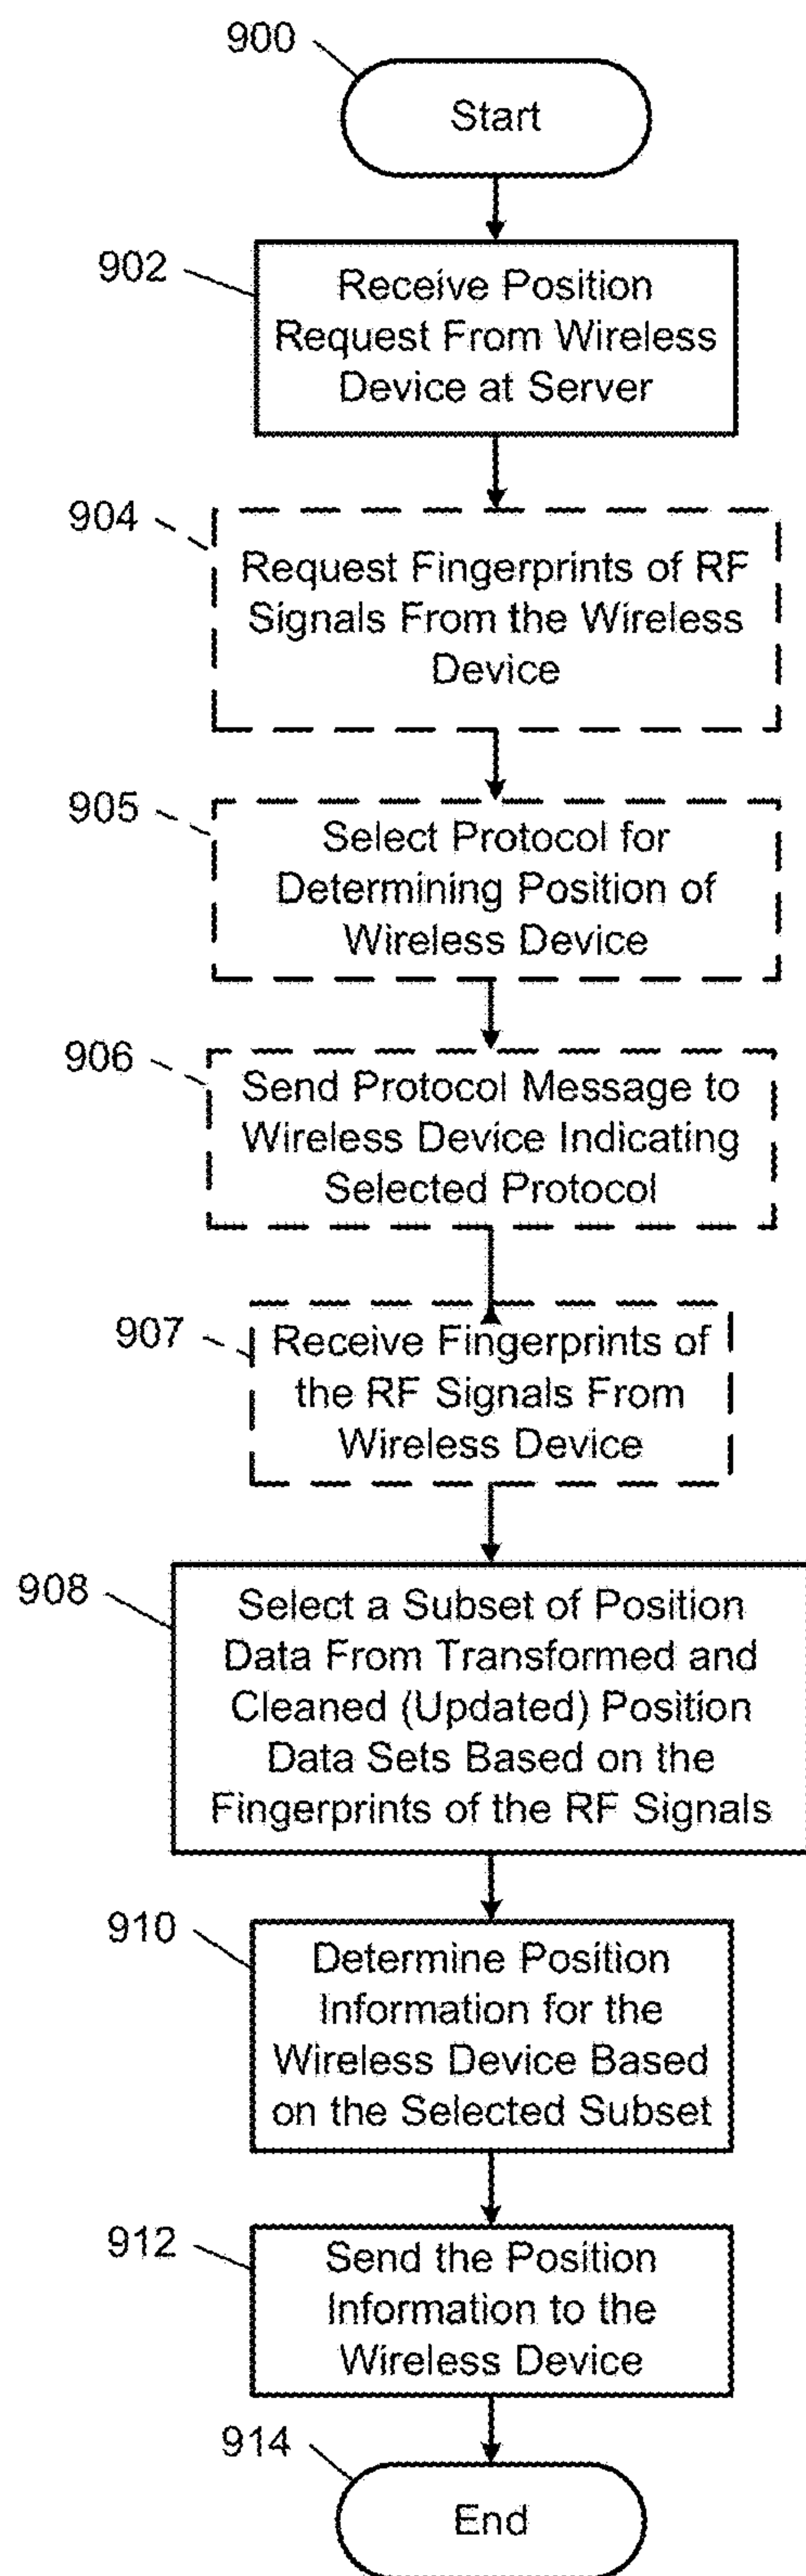 900
Start
902
Receive Position
Request From Wireless
Device at Server
904
Request Fingerprints of RF
Signals From the Wireless
Device
905
Select Protocol for
Determining Position of
Wireless Device
906
Send Protocol Message to
Wireless Device Indicating
Selected Protocol
907
Receive Fingerprints of
the RF Signals From
Wireless Device
908
Select a Subset of Position
Data From Transformed and
Cleaned (Updated) Position
Data Sets Based on the
Fingerprints of the RF Signals
910
Determine Position
Information for the
Wireless Device Based
on the Selected Subset
912
Send the Position
Information to the
Wireless Device
914
End